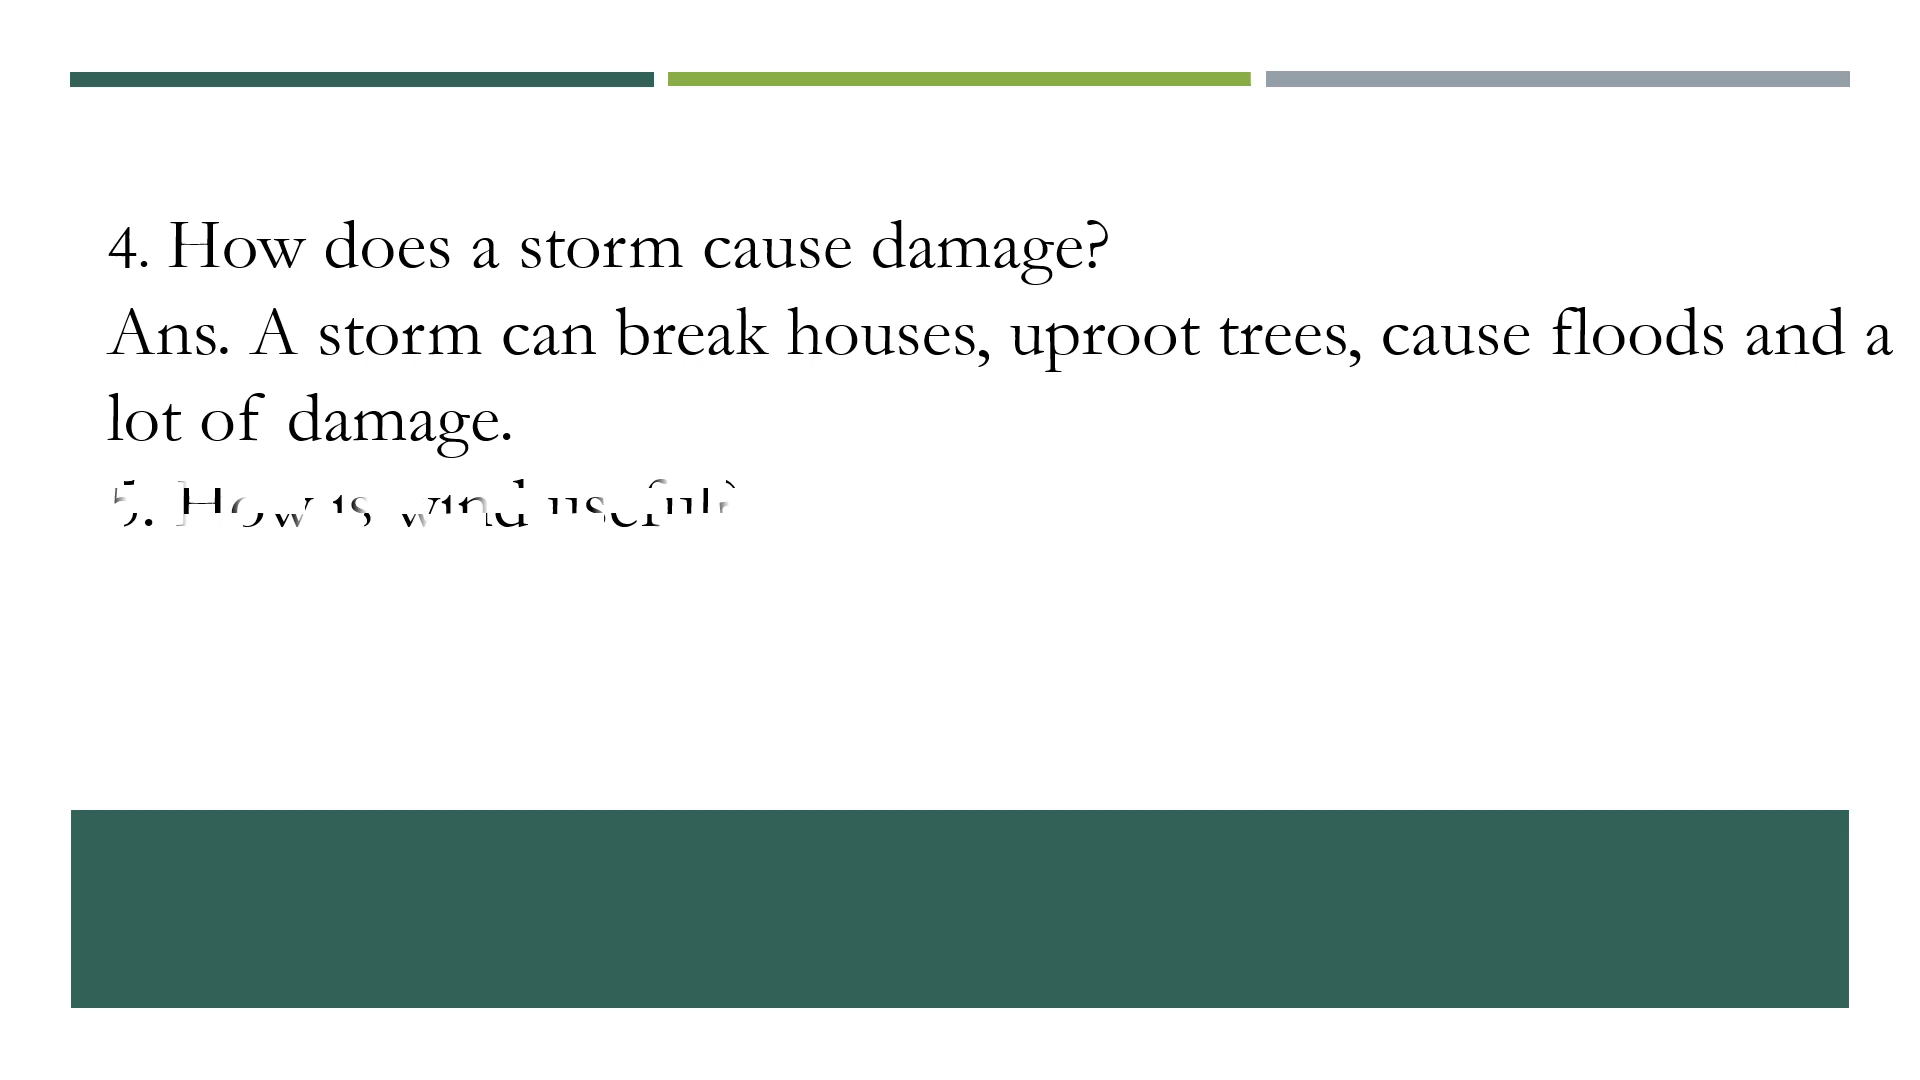 4. How does a storm cause damage?
Ans. A storm can break houses, uproot trees, cause floods and a
lot of damage.
5. How is wind useful?